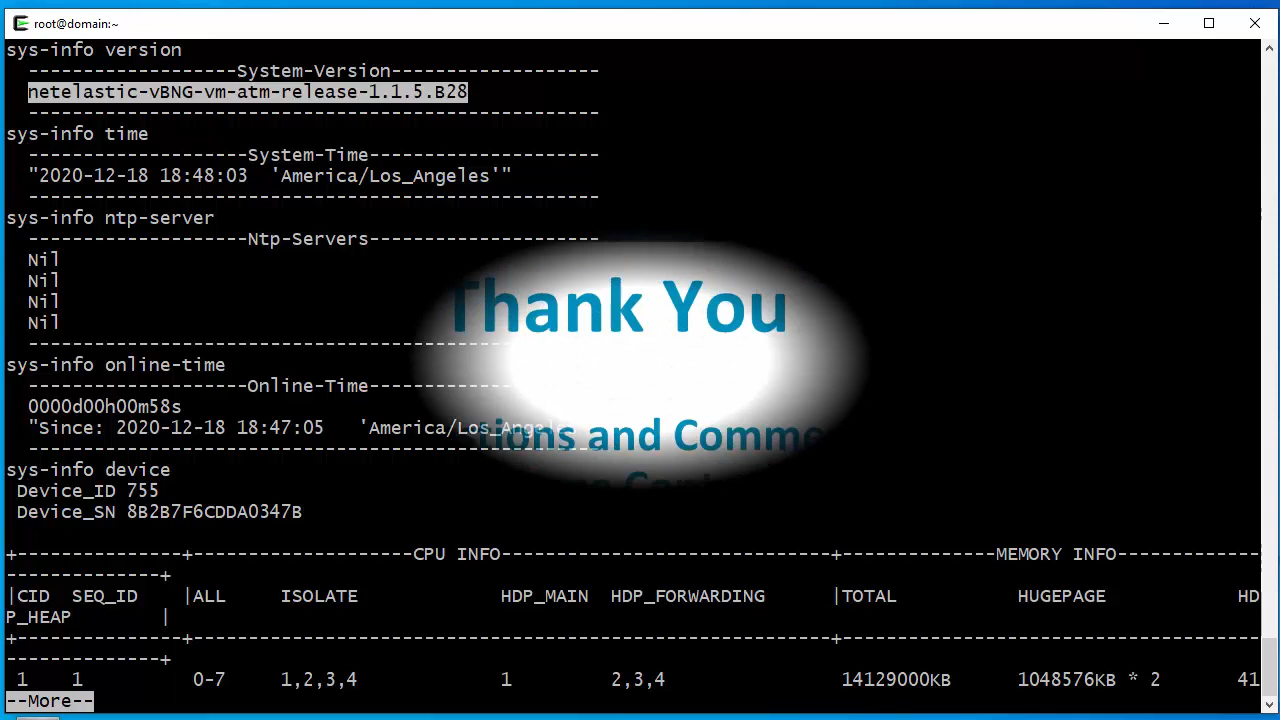 root@domain:~
sys-info version
-------------------System-Version-------------------
netelastic-vBNG-vm-atm-release-1.1.5.B28
----------------------------------------------------
sys-info time
--------------------System-Time---------------------
"2020-12-18 18:48:03  'America/Los_Angeles'"
----------------------------------------------------
sys-info ntp-server
--------------------Ntp-Servers---------------------
Nil
Nil
Nil
Nil
Thank You
sys-info online-time
--------------------Online-Time-------------
0000d00h00m58s
"Since: 2020-12-18 18:47:05   'America/Los_Angel
and Comme
sys-info device
Device_ID 755
Device_SN 8B2B7F6CDDA0347B
+---------------+--------------------CPU INFO------------------------------+--------------MEMORY INFO-------------
--------------+
|CID  SEQ_ID    |ALL     ISOLATE             HDP_MAIN  HDP_FORWARDING      |TOTAL           HUGEPAGE            HD
P_HEAP        |
+---------------+----------------------------------------------------------+--------------------------------------
--------------+
1    1          0-7     1,2,3,4             1         2,3,4                14129000KB      1048576KB * 2       41
--More--